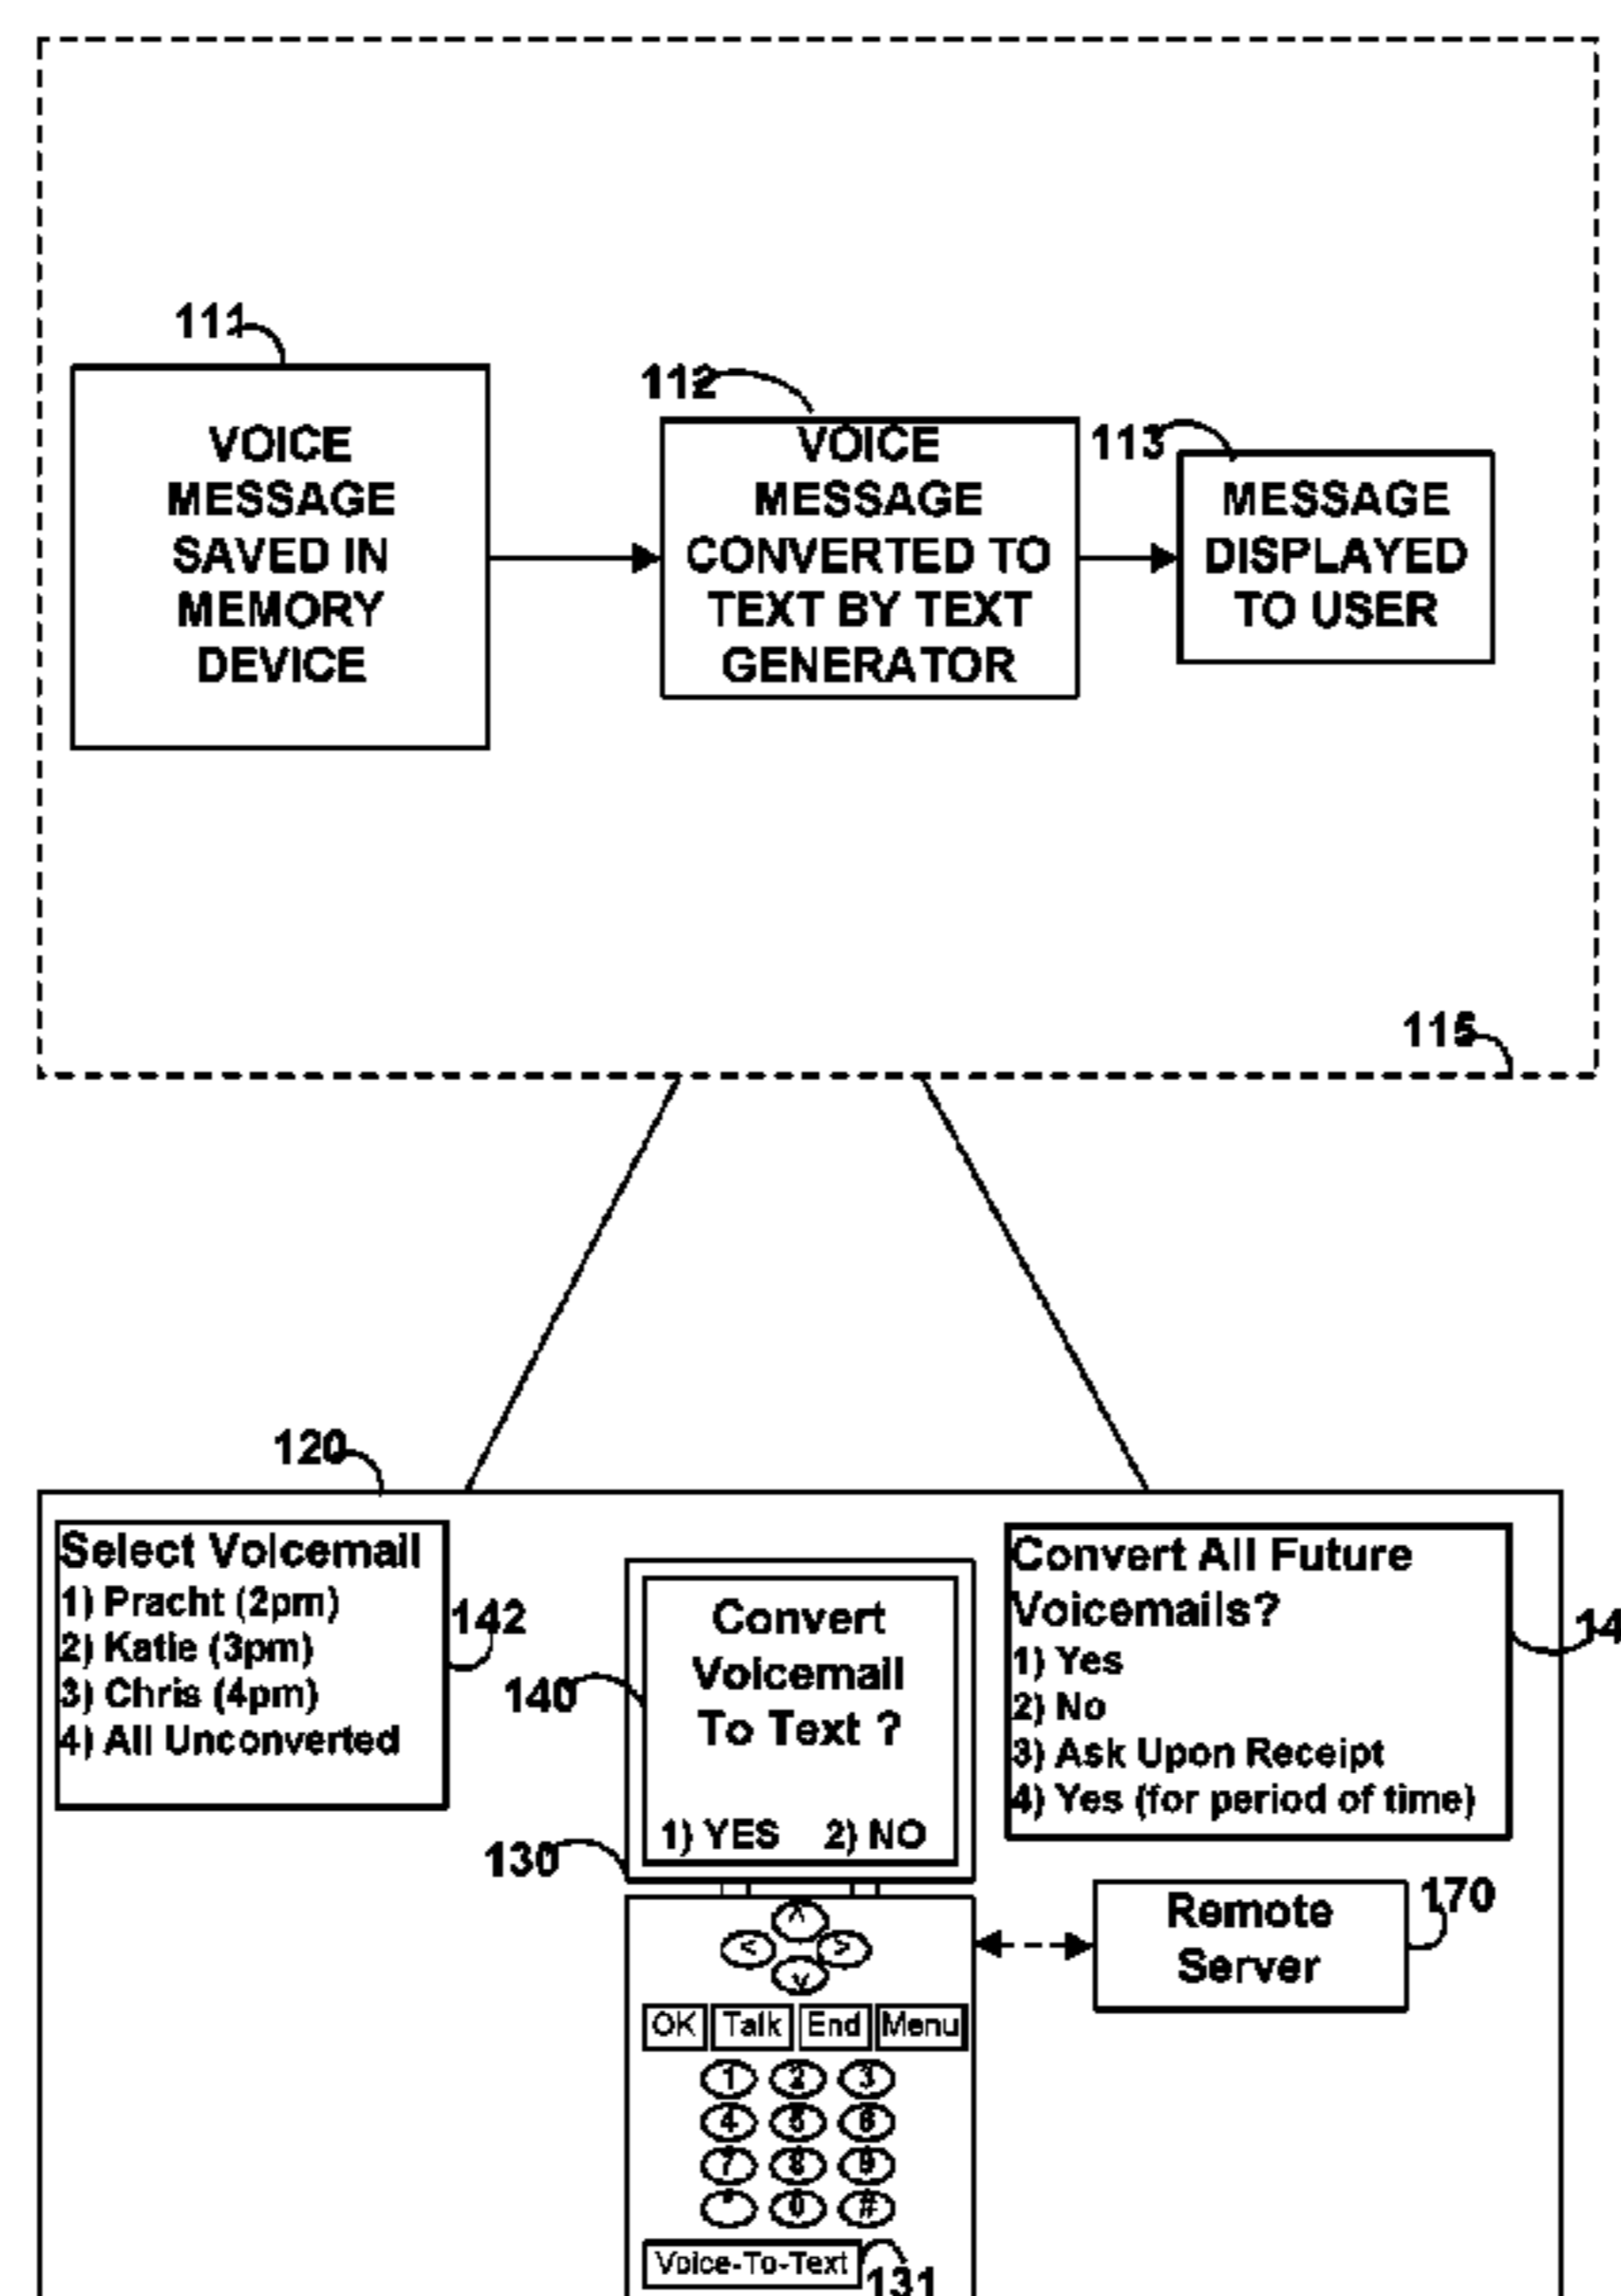 111
VOICE
MESSAGE
SAVED IN
MEMORY
DEVICE
112
VOICE
MESSAGE
CONVERTED TO
TEXT BY TEXT
GENERATOR
113
MESSAGE
DISPLAYED
TO USER
115
120
Select Voicemail
1) Pracht (2pm)
2) Katie (3pm)
3) Chris (4pm)
4) All Unconverted
142
140
Convert
Voicemail
To Text ?
1) YES 2) NO
130
Convert All Future
Voicemails?
1) Yes
2) No
3) Ask Upon Receipt
4) Yes (for period of time)
14
Remote
Server
170
^
< >
v
OK Talk End Menu
1 2 3
4 5 6
7 8 9
* 0 #
Voice-To-Text
131